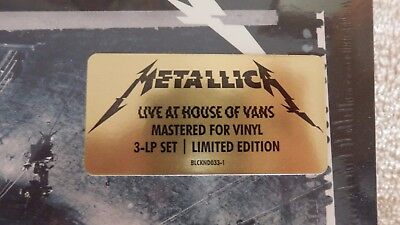 METALLICA
LIVE AT HOUSE OF VANS
MASTERED FOR VINYL
3-LP SET | LIMITED EDITION
BLCKND033-1